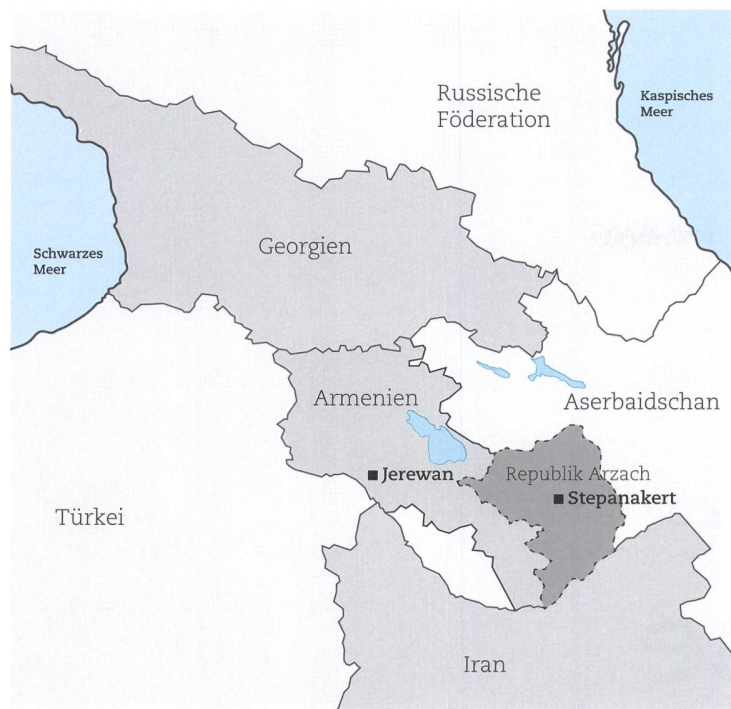 Russische
Föderation
Kaspisches
Meer
Georgien
Schwarzes
Meer
Armenien
Aserbaidschan
Republik Arzach
Jerewan
Stepanakert
Türkei
Iran